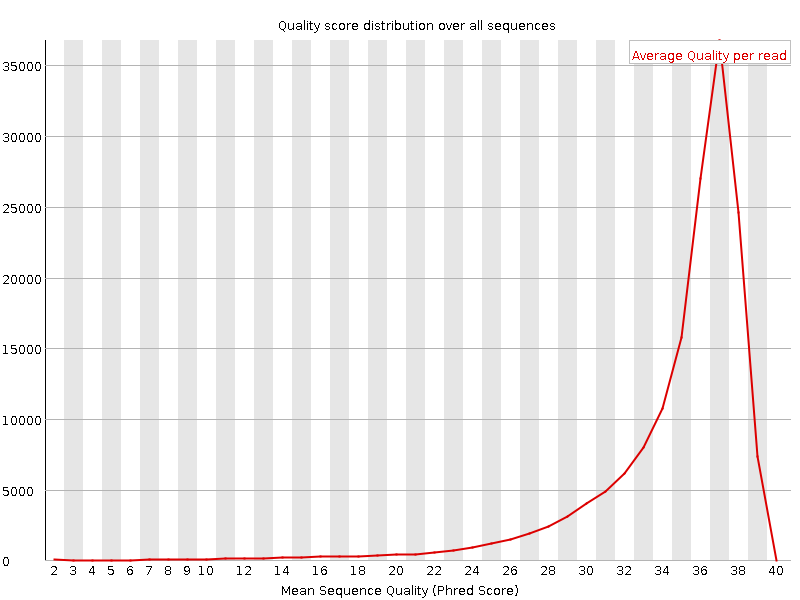 Quality score distribution over all sequences
Average Quality per read
35000
30000
25000
20000
15000
10000
5000
0
2 3 4 5 6 7 8 9 10 12 14 16 18 20 22 24 26 28 30 32 34 36 38 40
Mean Sequence Quality (Phred Score)